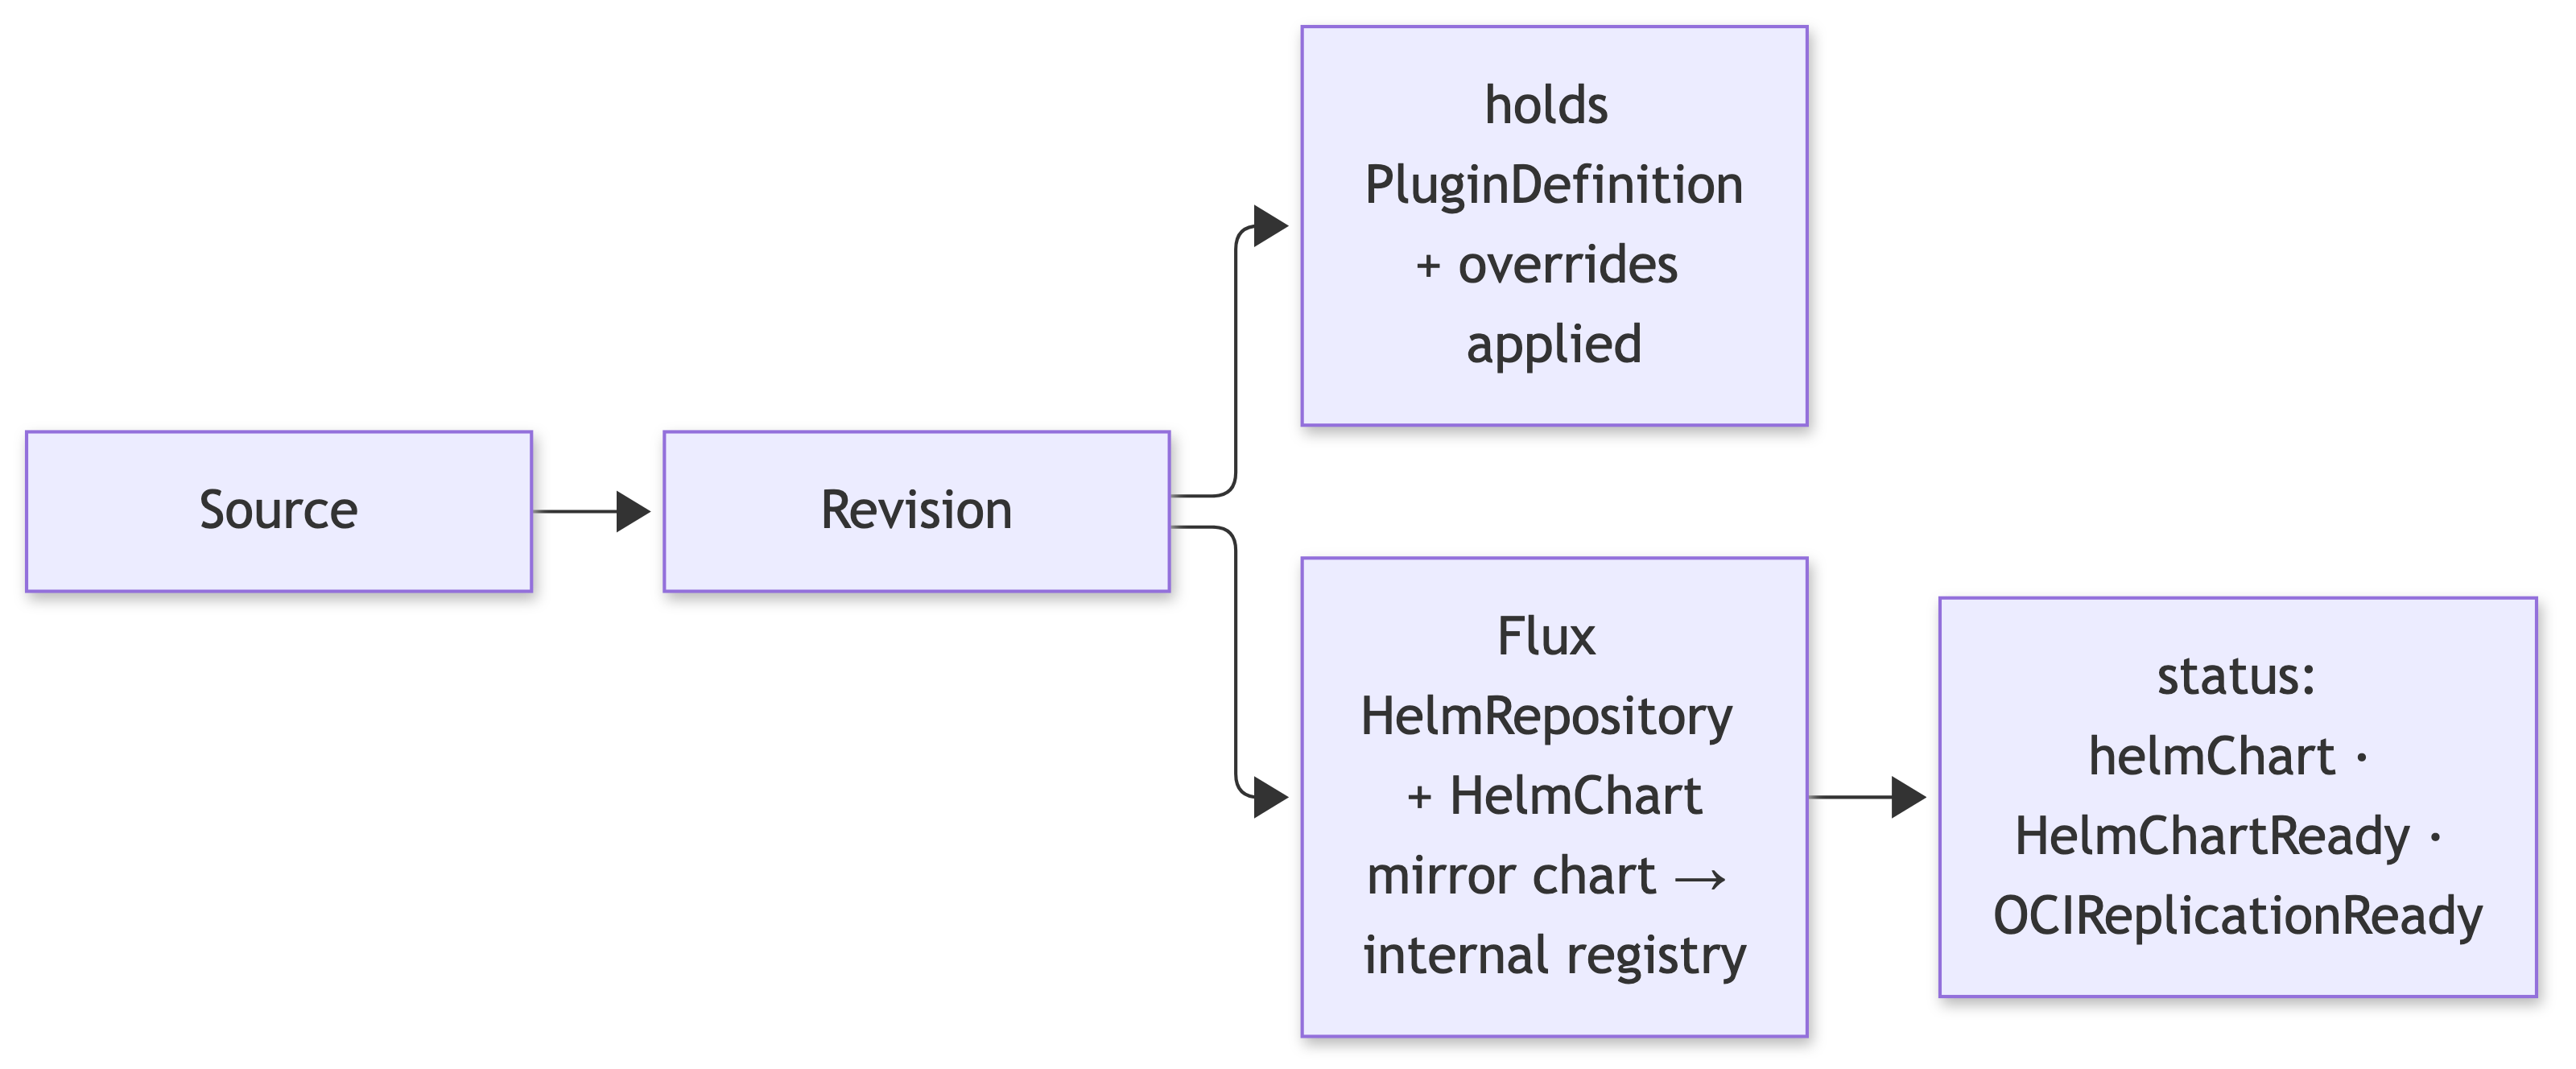 Source
Revision
holds
PluginDefinition
+ overrides
applied
Flux
HelmRepository
+ HelmChart
mirror chart →
internal registry
status:
helmChart ·
HelmChartReady ·
OCIReplicationReady